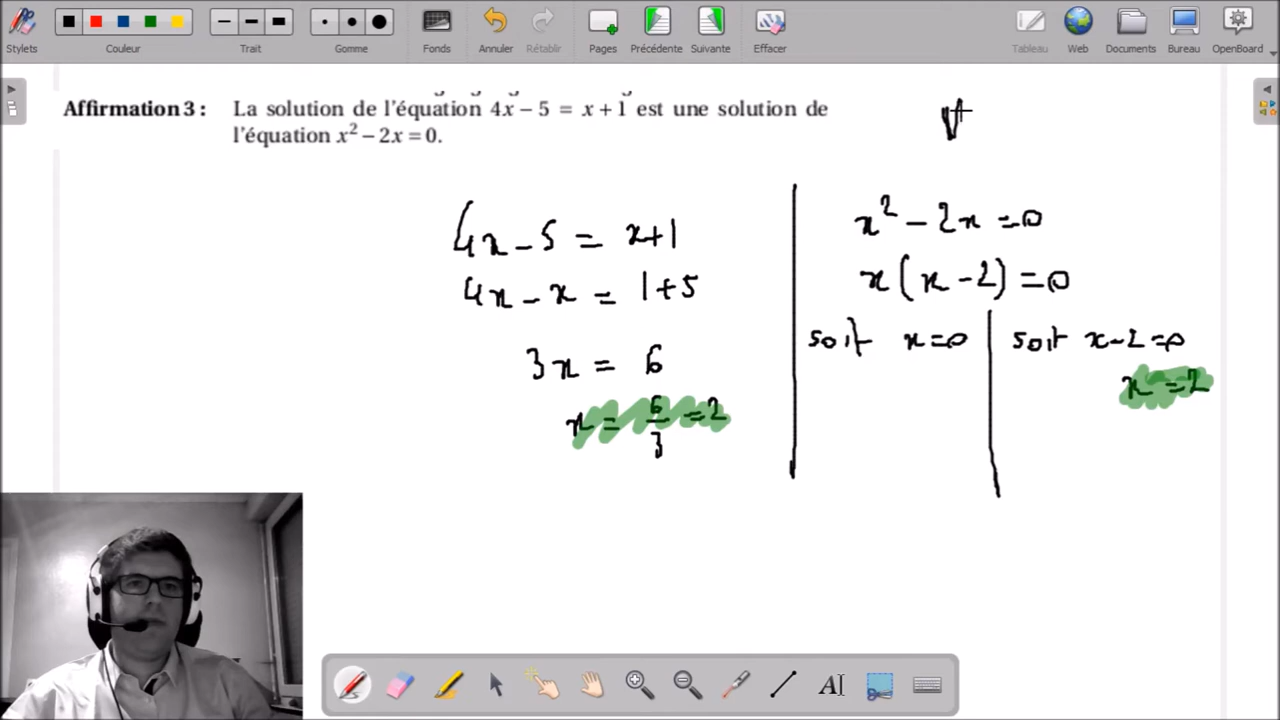 Stylets
Couleur
Trait
Gomme
Fonds
Annuler
Rétablir
Pages
Précédente
Suivante
Effacer
Tableau
Web
Documents
Bureau
OpenBoard
Affirmation 3 : La solution de l'équation 4x − 5 = x + 1 est une solution de
l'équation x² − 2x = 0.
V
4x - 5 = x+1
4x - x = 1+5
3x = 6
x = 6/3 = 2
x² - 2x = 0
x(x - 2) = 0
soit x = 0
soit x - 2 = 0
x = 2
AI